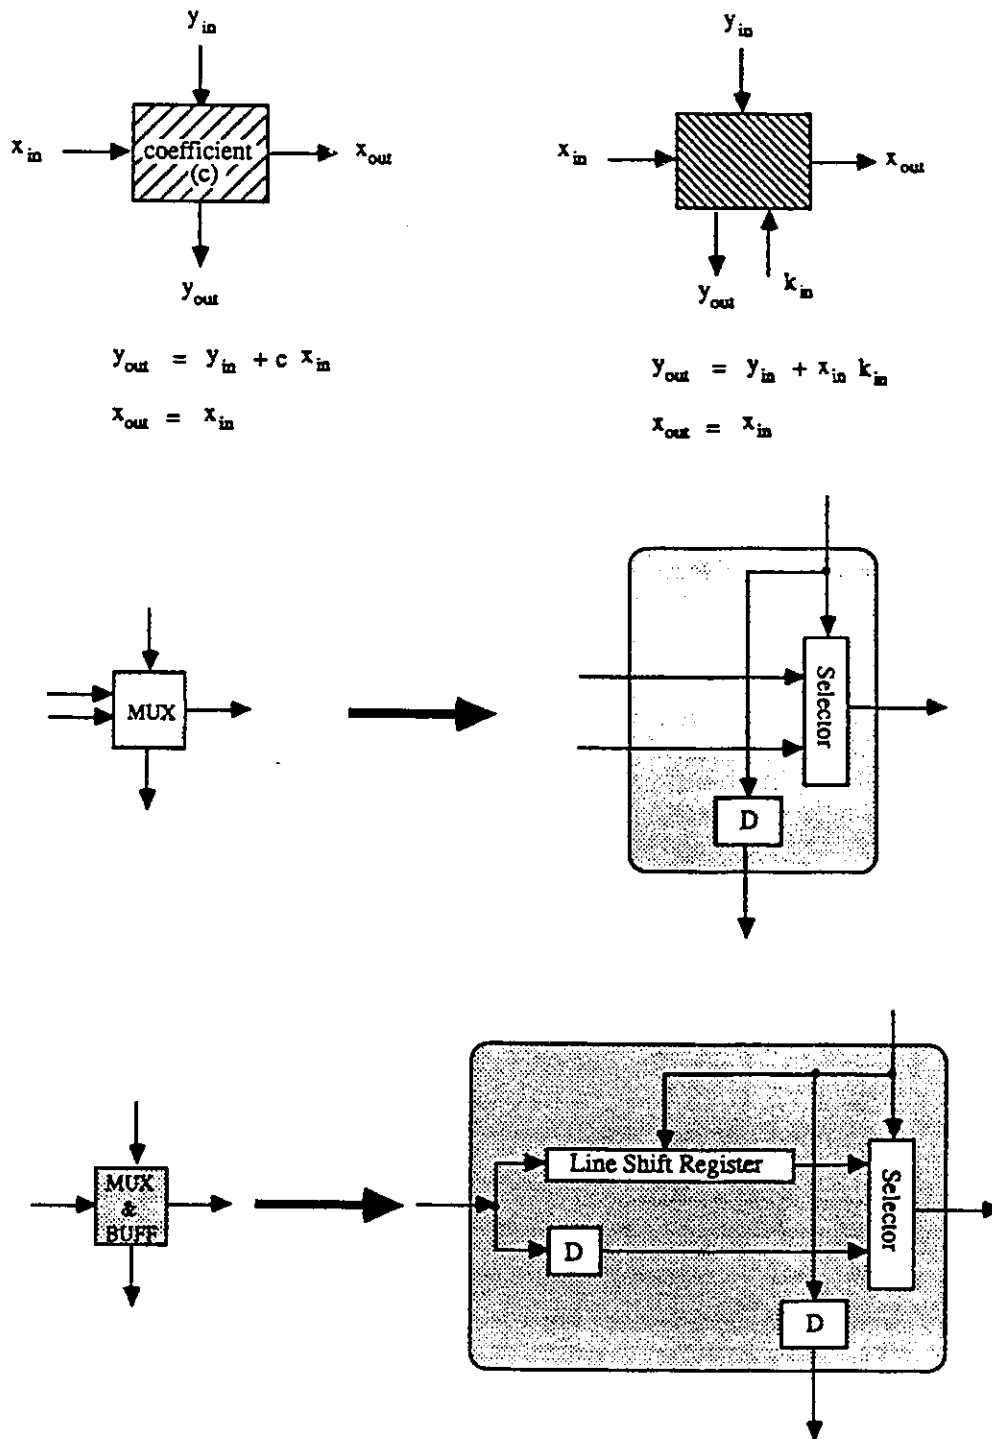 y_in
y_in
x_in
coefficient
(c)
x_out
x_in
x_out
y_out
y_out
k_in
y_out = y_in + c x_in
x_out = x_in
y_out = y_in + x_in k_in
x_out = x_in
MUX
Selector
D
MUX
&
BUFF
Line Shift Register
D
Selector
D